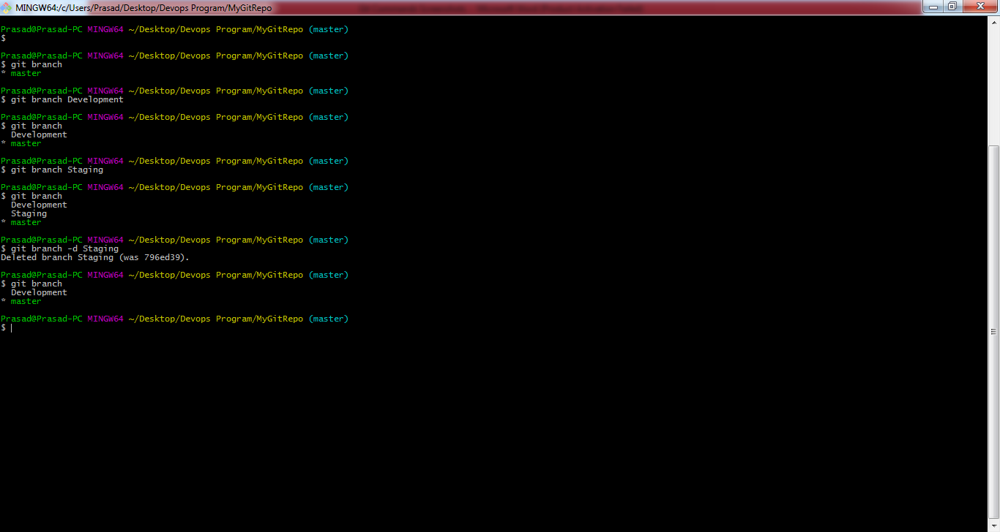 MINGW64:/c/Users/Prasad/Desktop/Devops Program/MyGitRepo
Prasad@Prasad-PC MINGW64 ~/Desktop/Devops Program/MyGitRepo (master)
$
Prasad@Prasad-PC MINGW64 ~/Desktop/Devops Program/MyGitRepo (master)
$ git branch
* master
Prasad@Prasad-PC MINGW64 ~/Desktop/Devops Program/MyGitRepo (master)
$ git branch Development
Prasad@Prasad-PC MINGW64 ~/Desktop/Devops Program/MyGitRepo (master)
$ git branch
Development
* master
Prasad@Prasad-PC MINGW64 ~/Desktop/Devops Program/MyGitRepo (master)
$ git branch Staging
Prasad@Prasad-PC MINGW64 ~/Desktop/Devops Program/MyGitRepo (master)
$ git branch
Development
Staging
* master
Prasad@Prasad-PC MINGW64 ~/Desktop/Devops Program/MyGitRepo (master)
$ git branch -d Staging
Deleted branch Staging (was 796ed39).
Prasad@Prasad-PC MINGW64 ~/Desktop/Devops Program/MyGitRepo (master)
$ git branch
Development
* master
Prasad@Prasad-PC MINGW64 ~/Desktop/Devops Program/MyGitRepo (master)
$